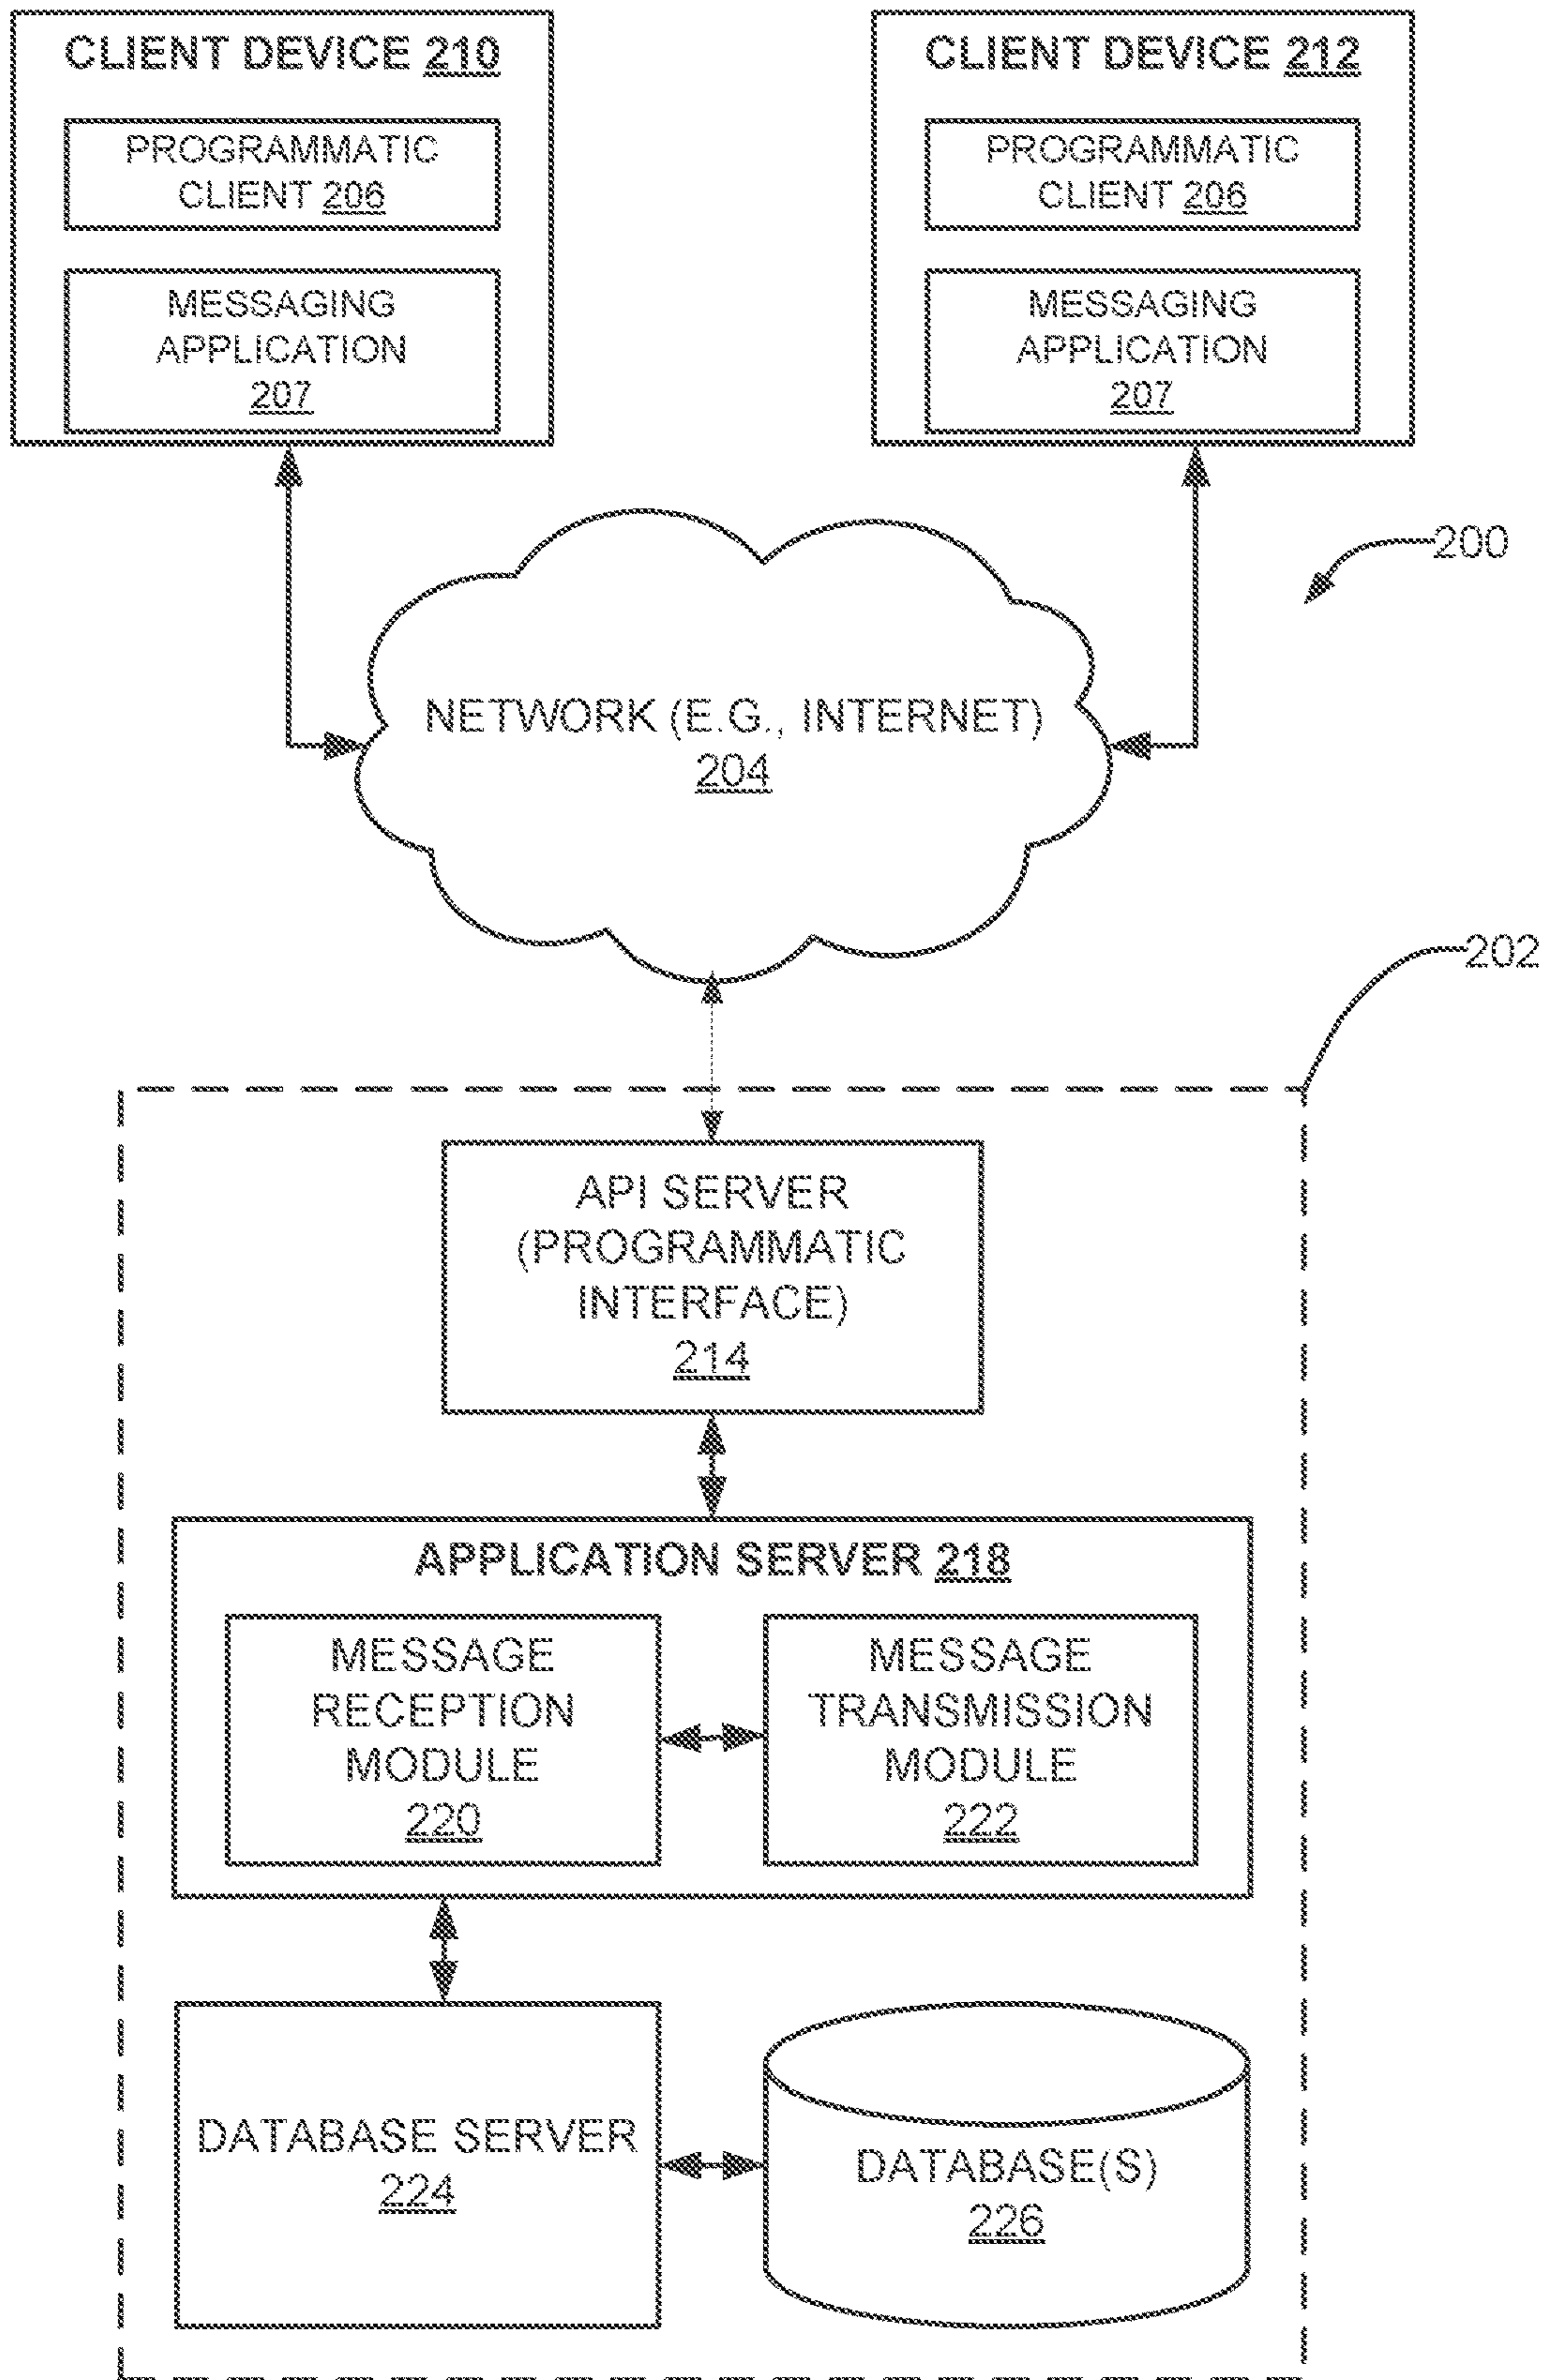 CLIENT DEVICE 210
PROGRAMMATIC
CLIENT 206
MESSAGING
APPLICATION
207
CLIENT DEVICE 212
PROGRAMMATIC
CLIENT 206
MESSAGING
APPLICATION
207
200
NETWORK (E.G., INTERNET)
204
202
API SERVER
(PROGRAMMATIC
INTERFACE)
214
APPLICATION SERVER 218
MESSAGE
RECEPTION
MODULE
220
MESSAGE
TRANSMISSION
MODULE
222
DATABASE SERVER
224
DATABASE(S)
226